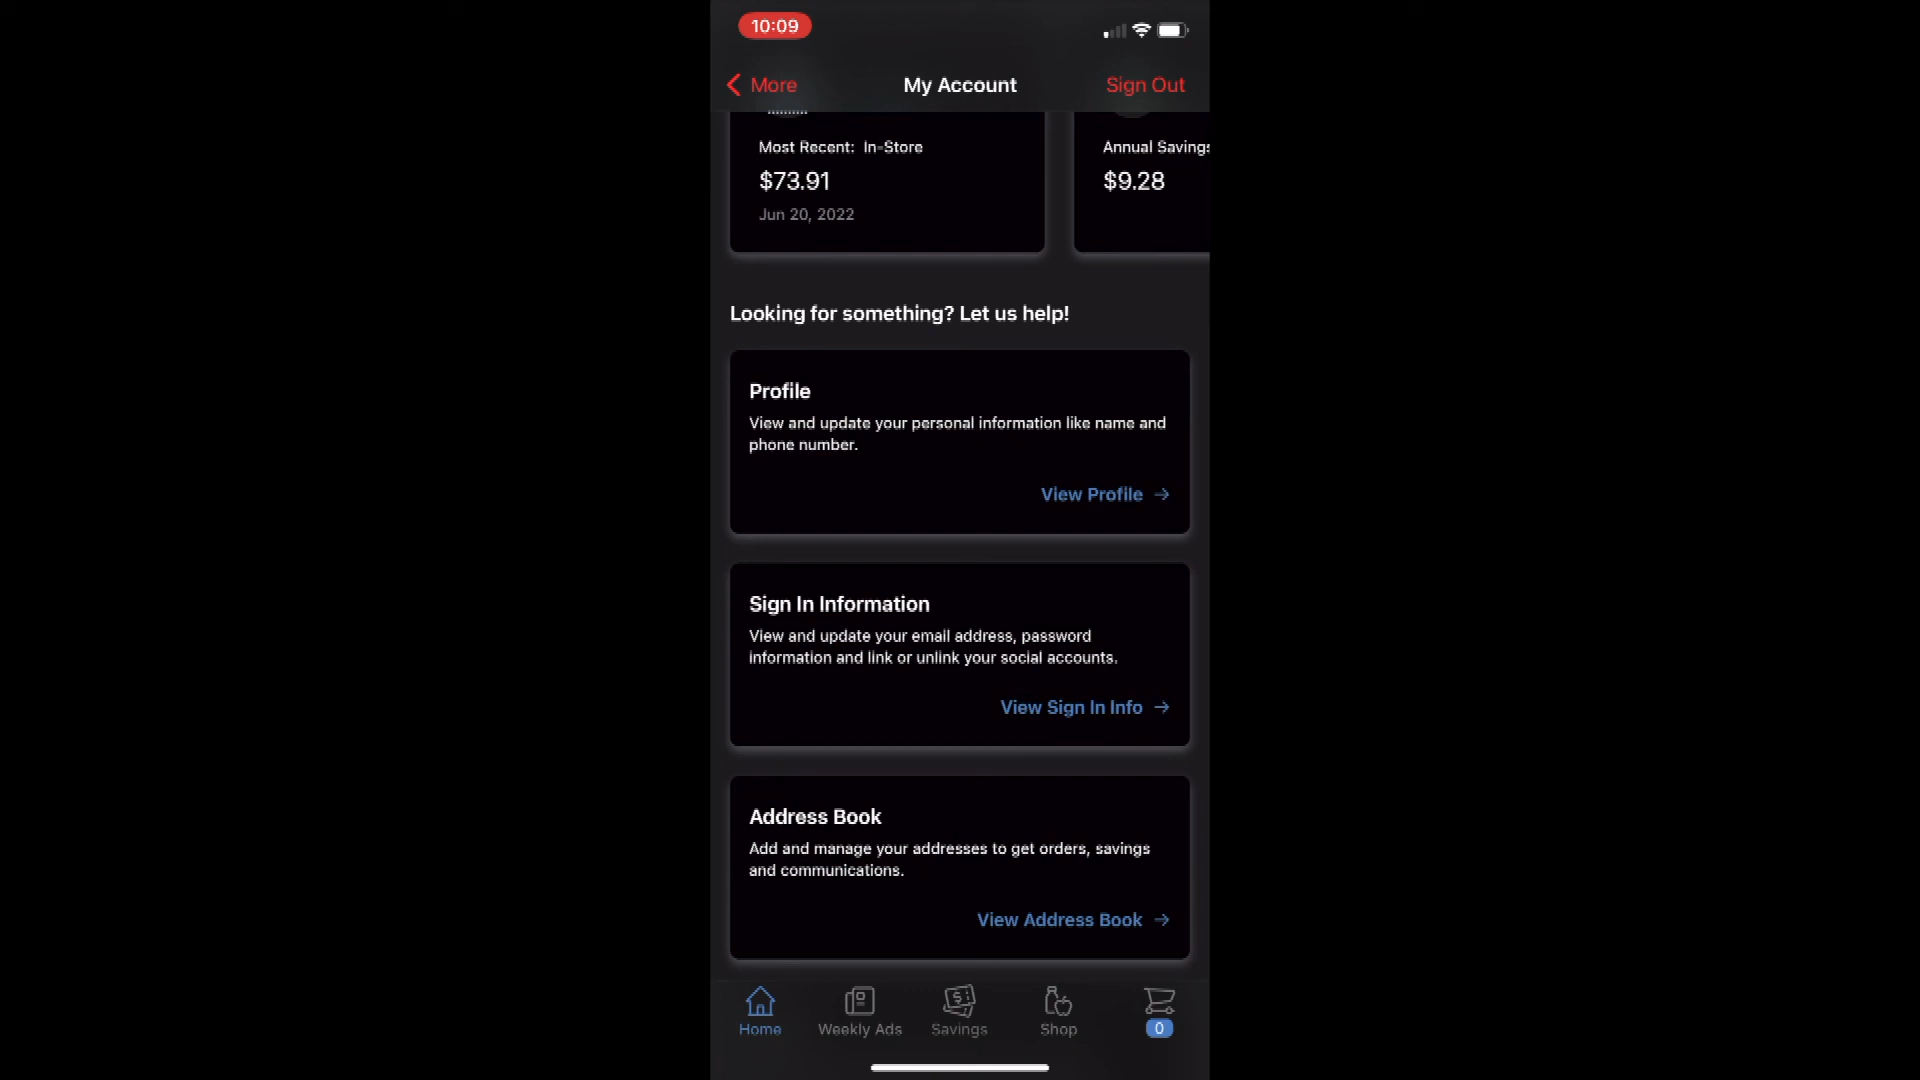 10:09
More
My Account
Sign Out
Most Recent: In-Store
$73.91
Jun 20, 2022
Annual Savings
$9.28
Looking for something? Let us help!
Profile
View and update your personal information like name and
phone number.
View Profile
Sign In Information
View and update your email address, password
information and link or unlink your social accounts.
View Sign In Info
Address Book
Add and manage your addresses to get orders, savings
and communications.
View Address Book
Home
Weekly Ads
Savings
Shop
0